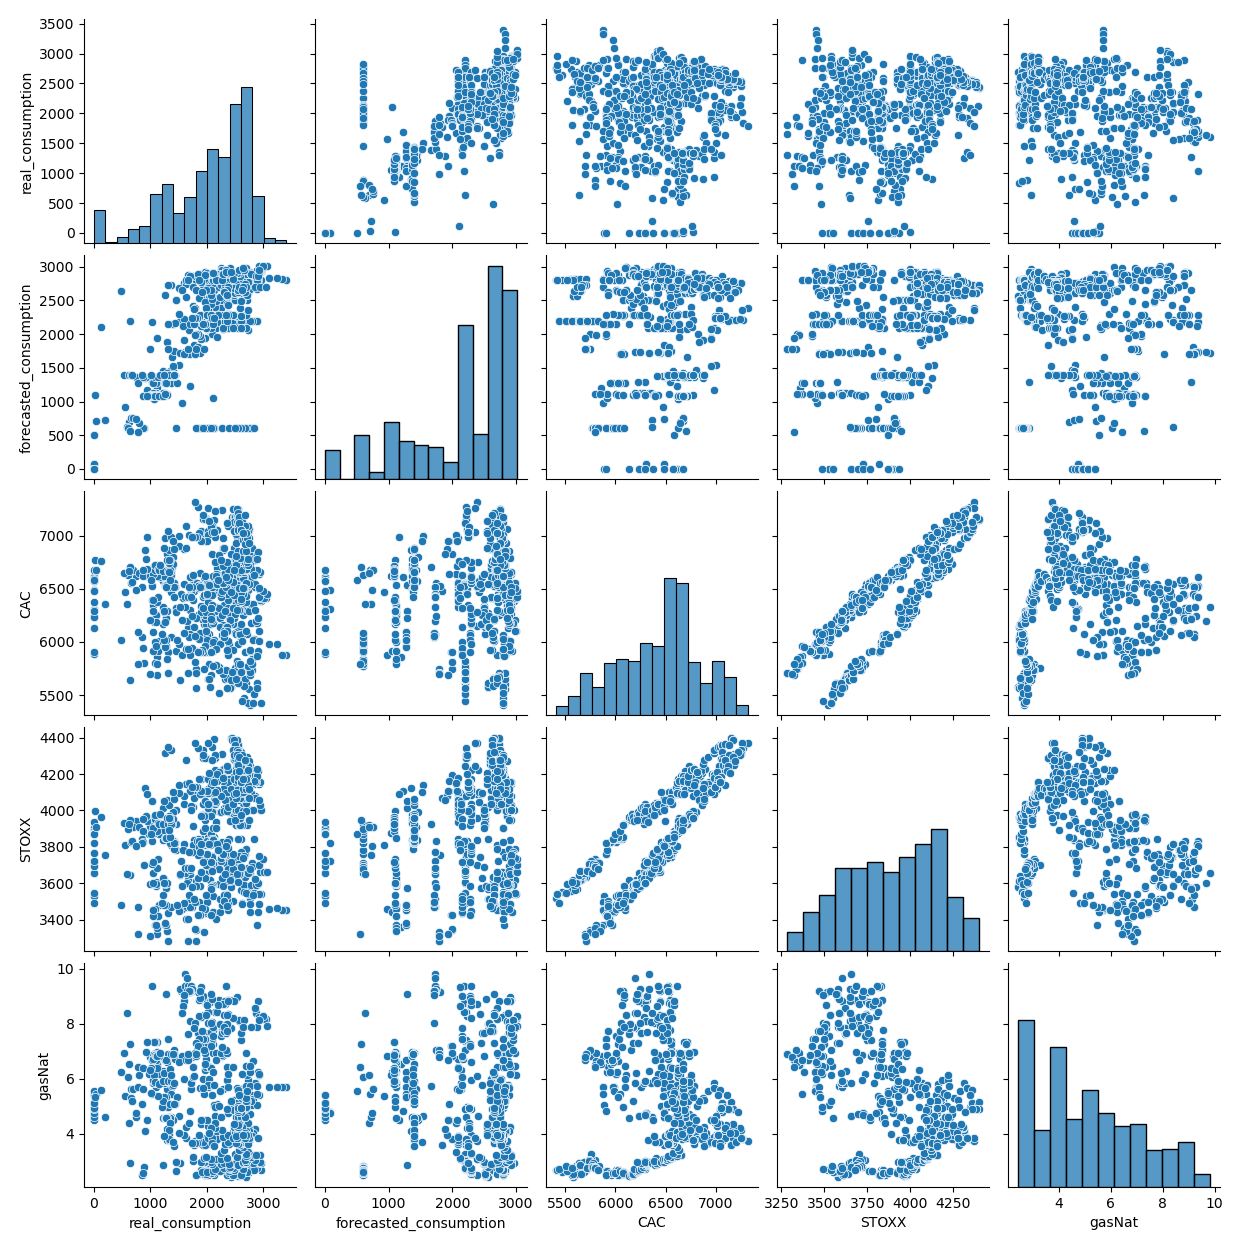 3500
3000
2500
2000
1500
1000
500
0
real_consumption
3000
2500
2000
1500
1000
500
0
forecasted_consumption
7000
6500
6000
5500
CAC
4400
4200
4000
3800
3600
3400
STOXX
10
8
6
4
gasNat
0 1000 2000 3000
real_consumption
0 1000 2000 3000
forecasted_consumption
5500 6000 6500 7000
CAC
3250 3500 3750 4000 4250
STOXX
4 6 8 10
gasNat